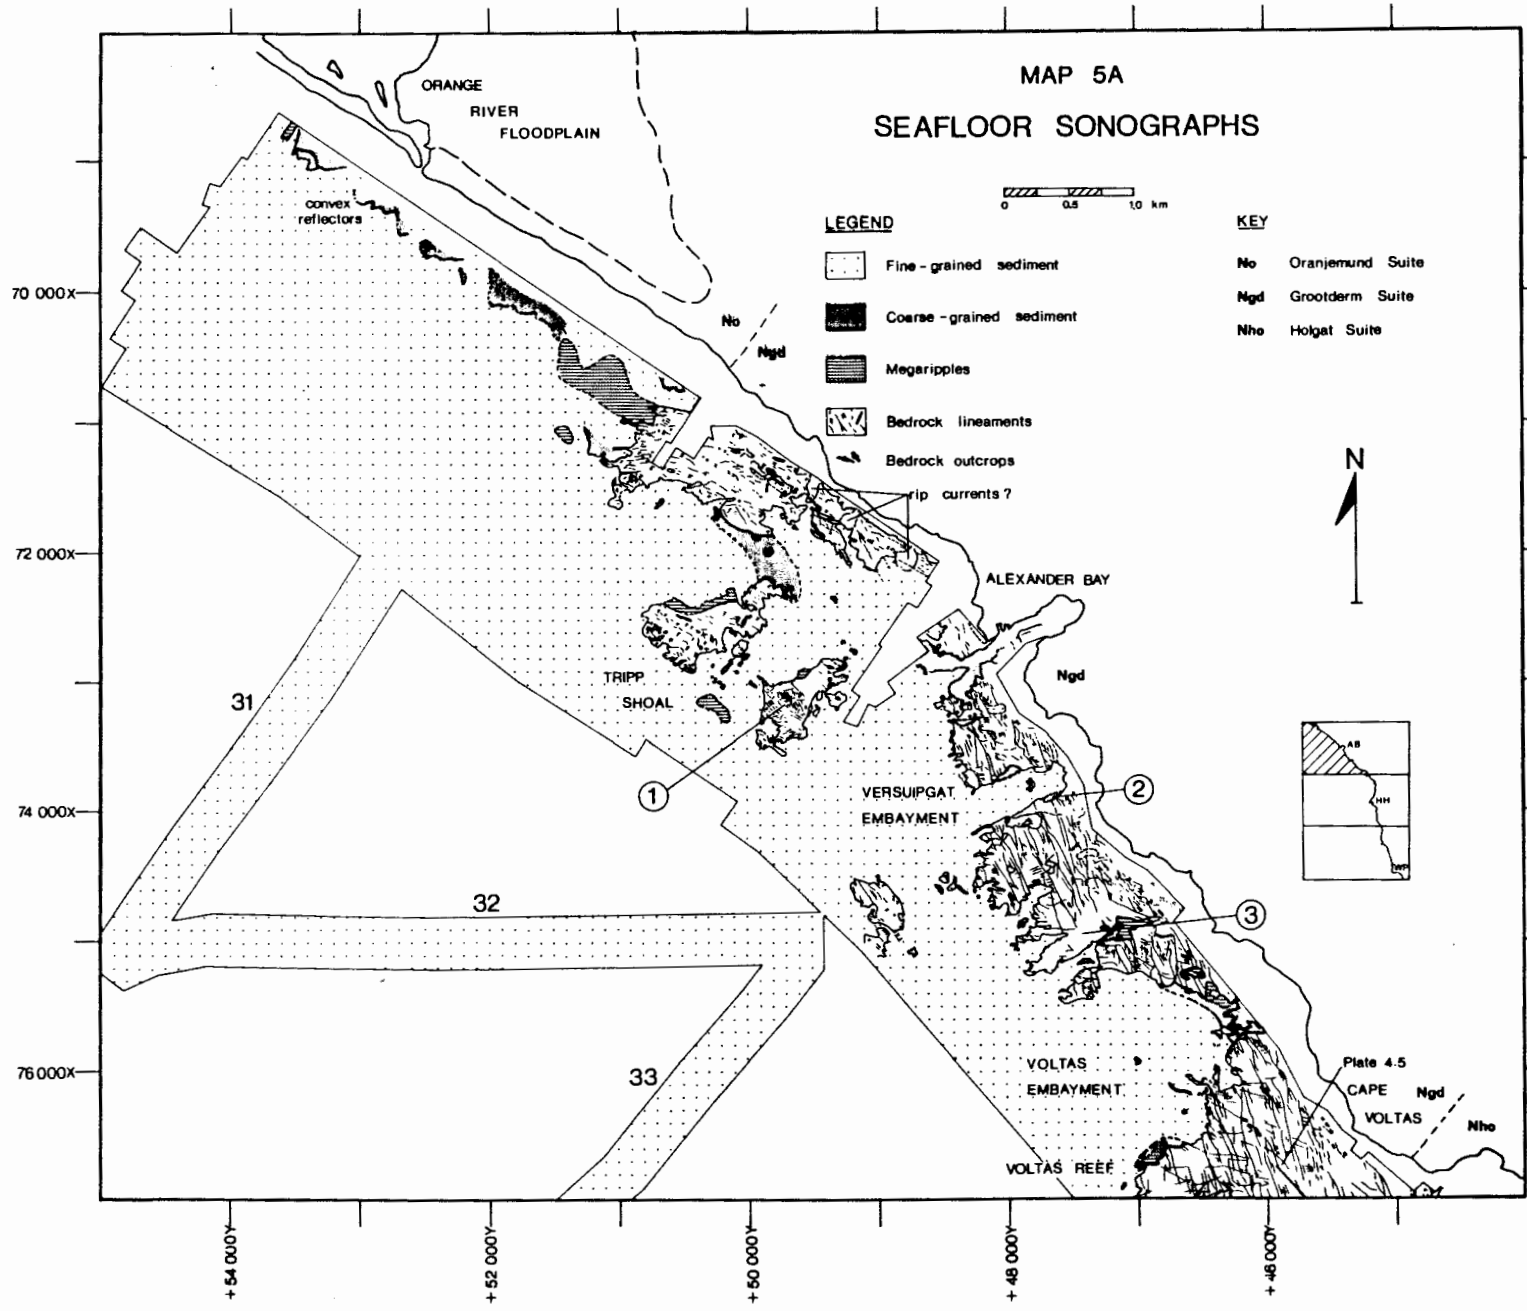 MAP 5A
SEAFLOOR SONOGRAPHS
0 0.5 1.0 km
ORANGE
RIVER
FLOODPLAIN
convex
reflectors
LEGEND
Fine-grained sediment
Coarse-grained sediment
Megaripples
Bedrock lineaments
Bedrock outcrops
rip currents?
KEY
No Oranjemund Suite
Ngd Grootderm Suite
Nho Holgat Suite
No
Ngd
N
ALEXANDER BAY
Ngd
TRIPP
SHOAL
31
32
33
1
2
3
VERSUIPGAT
EMBAYMENT
AB
HH
WP
VOLTAS
EMBAYMENT
Plate 4.5
CAPE
VOLTAS
Ngd
Nho
VOLTAS REEF
70 000X
72 000X
74 000X
76 000X
+54 000Y
+52 000Y
+50 000Y
+48 000Y
+46 000Y